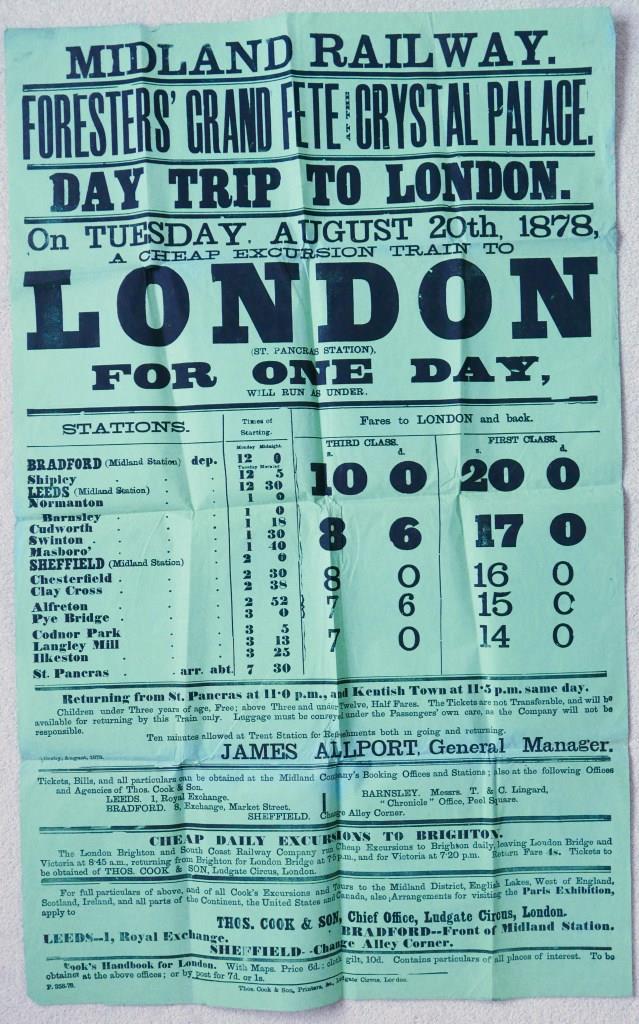 MIDLAND RAILWAY.
FORESTERS' GRAND FETE AT THE CRYSTAL PALACE.
DAY TRIP TO LONDON.
On TUESDAY, AUGUST 20th, 1878,
A CHEAP EXCURSION TRAIN TO
LONDON
(ST. PANCRAS STATION),
FOR ONE DAY,
WILL RUN AS UNDER.
STATIONS. Times of Starting. Fares to LONDON and back.
THIRD CLASS. FIRST CLASS.
Monday Midnight. s. d. s. d.
BRADFORD (Midland Station) dep. 12 0
Tuesday Morning
Shipley 12 5 10 0 20 0
LEEDS (Midland Station) 12 30
Normanton 1 0
Barnsley 1 0
Cudworth 1 18 8 6 17 0
Swinton 1 30
Masboro' 1 40
SHEFFIELD (Midland Station) 2 0
Chesterfield 2 30 8 0 16 0
Clay Cross 2 38
Alfreton 2 52 7 6 15 0
Pye Bridge 3 0
Codnor Park 3 5
Langley Mill 3 13 7 0 14 0
Ilkeston 3 25
St. Pancras arr. abt. 7 30
Returning from St. Pancras at 11·0 p.m., and Kentish Town at 11·5 p.m. same day.
Children under Three years of age, Free; above Three and under Twelve, Half Fares. The Tickets are not Transferable, and will be
available for returning by this Train only. Luggage must be conveyed under the Passengers' own care, as the Company will not be
responsible.
Ten minutes allowed at Trent Station for Refreshments both in going and returning.
Derby, August, 1878. JAMES ALLPORT, General Manager.
Tickets, Bills, and all particulars can be obtained at the Midland Company's Booking Offices and Stations; also at the following Offices
and Agencies of Thos. Cook & Son.
LEEDS. 1, Royal Exchange. BARNSLEY. Messrs. T. & C. Lingard,
BRADFORD. 8, Exchange, Market Street. "Chronicle" Office, Peel Square.
SHEFFIELD. Change Alley Corner.
CHEAP DAILY EXCURSIONS TO BRIGHTON.
The London Brighton and South Coast Railway Company run Cheap Excursions to Brighton daily, leaving London Bridge and
Victoria at 8·45 a.m., returning from Brighton for London Bridge at 7·5 p.m., and for Victoria at 7·20 p.m. Return Fare 4s. Tickets to
be obtained of THOS. COOK & SON, Ludgate Circus, London.
For full particulars of above, and of all Cook's Excursions and Tours to the Midland District, English Lakes, West of England,
Scotland, Ireland, and all parts of the Continent, the United States and Canada, also Arrangements for visiting the Paris Exhibition,
apply to
THOS. COOK & SON, Chief Office, Ludgate Circus, London.
LEEDS--1, Royal Exchange. BRADFORD--Front of Midland Station.
SHEFFIELD--Change Alley Corner.
Cook's Handbook for London. With Maps. Price 6d.; cloth gilt, 10d. Contains particulars of all places of interest. To be
obtained at the above offices; or by post for 7d. or 1s.
P. 358-78. Thos. Cook & Son, Printers, &c., Ludgate Circus, London.